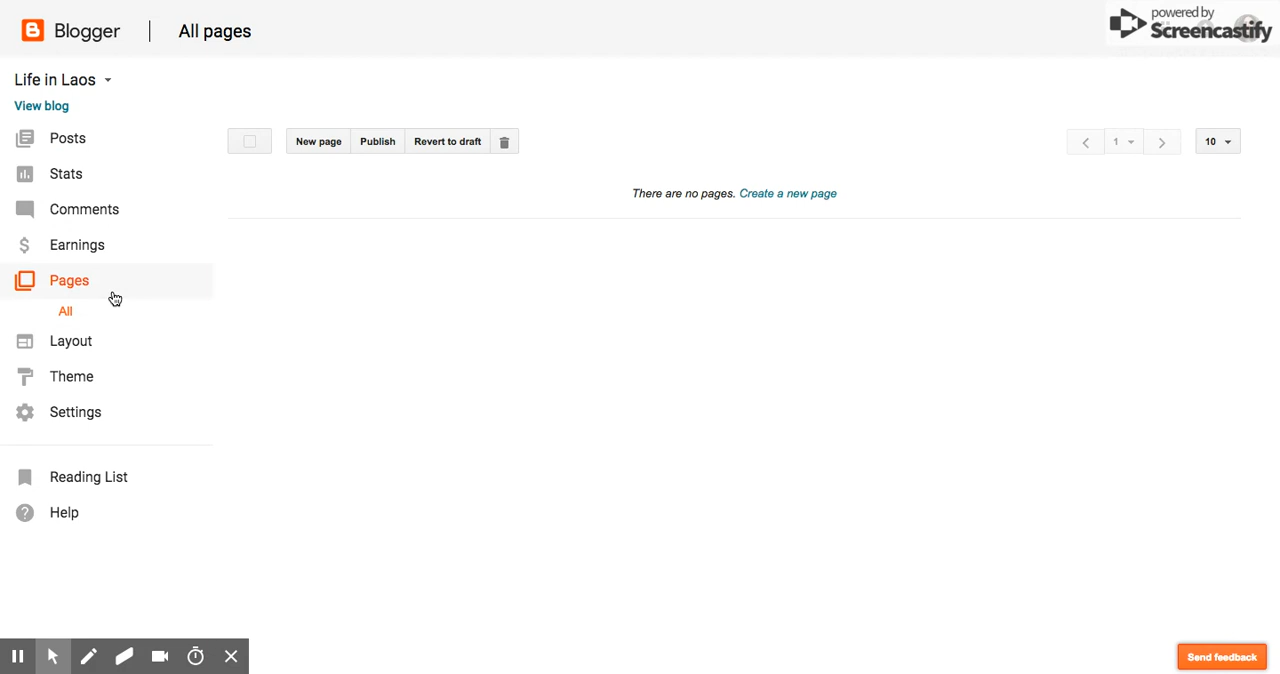 Blogger
All pages
powered by
Screencastify
Life in Laos
View blog
Posts
Stats
Comments
Earnings
Pages
All
Layout
Theme
Settings
Reading List
Help
New page
Publish
Revert to draft
1
10
There are no pages. Create a new page
Send feedback